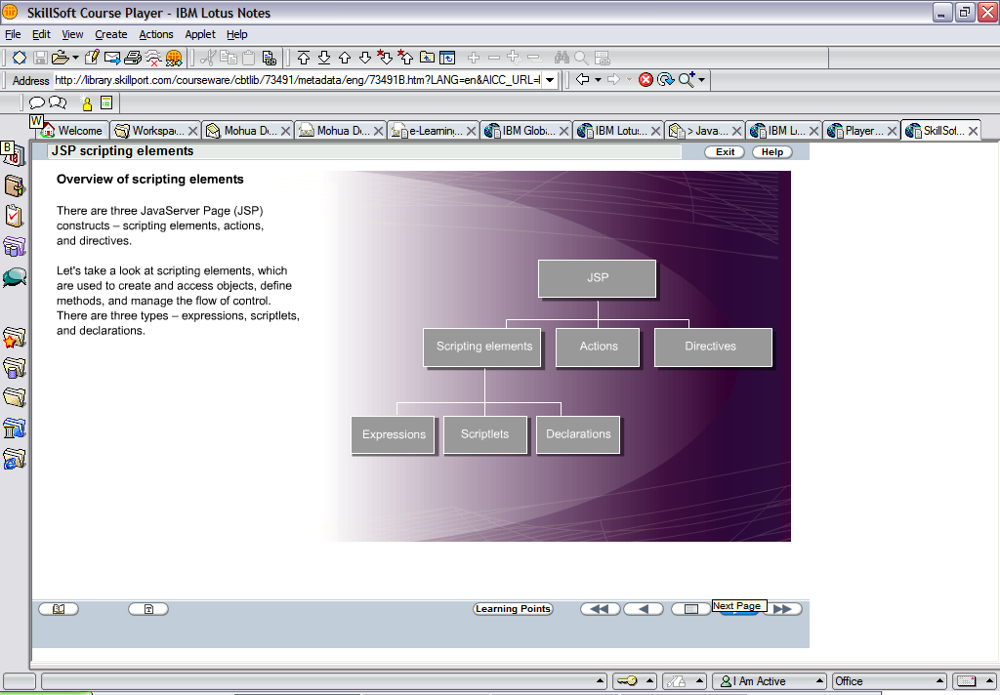 SkillSoft Course Player - IBM Lotus Notes
File Edit View Create Actions Applet Help
Address http://library.skillport.com/courseware/cbtlib/73491/metadata/eng/73491B.htm?LANG=en&AICC_URL=
W
Welcome Workspa... Mohua D... Mohua D... e-Learning... IBM Globa... IBM Lotu... > Java... IBM L... Player... SkillSof...
B
JSP scripting elements Exit Help
Overview of scripting elements
There are three JavaServer Page (JSP)
constructs – scripting elements, actions,
and directives.
Let's take a look at scripting elements, which
are used to create and access objects, define
methods, and manage the flow of control.
There are three types – expressions, scriptlets,
and declarations.
JSP
Scripting elements Actions Directives
Expressions Scriptlets Declarations
Learning Points Next Page
I Am Active Office